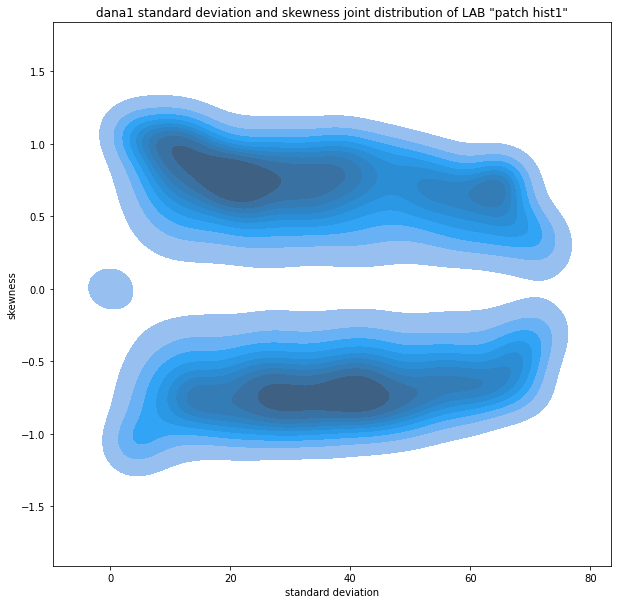 dana1 standard deviation and skewness joint distribution of LAB "patch hist1"
1.5
1.0
0.5
0.0
−0.5
−1.0
−1.5
skewness
0 20 40 60 80
standard deviation